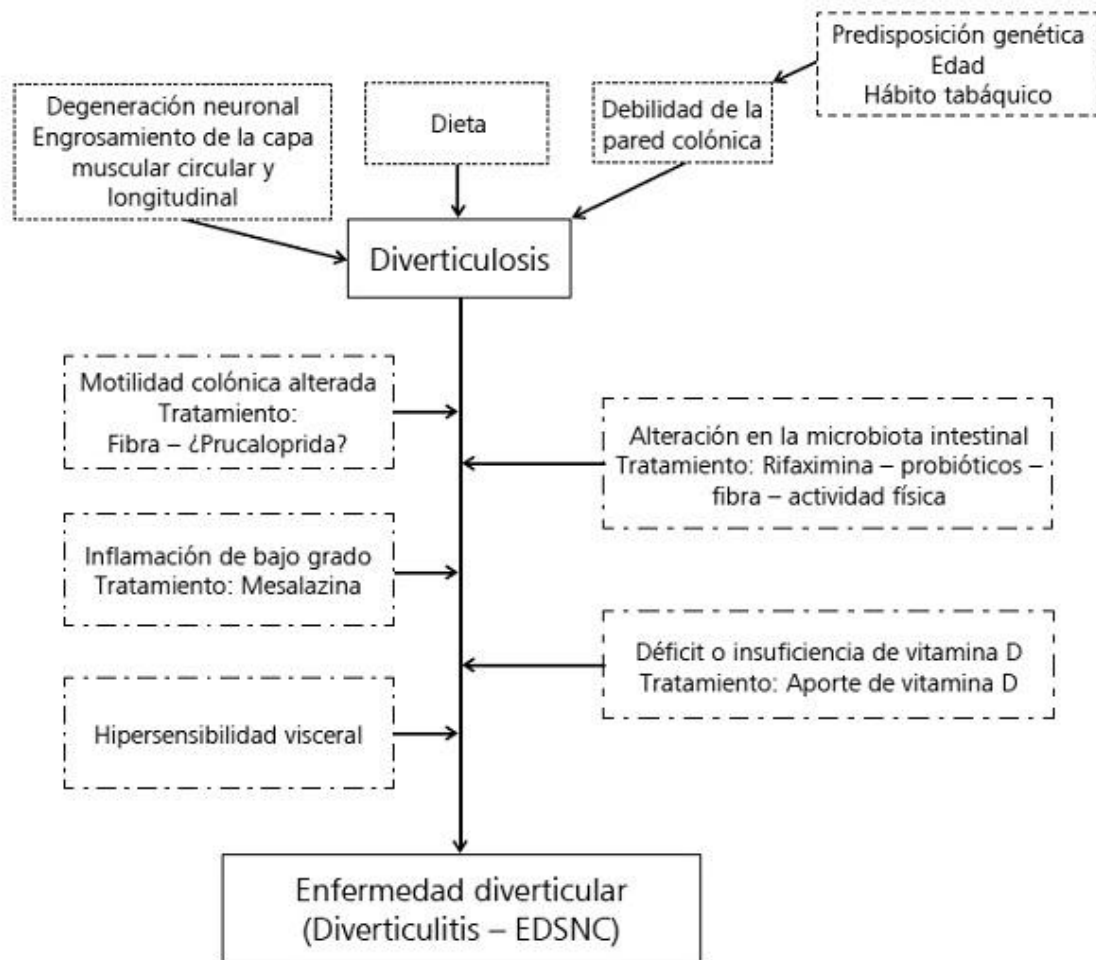 Predisposición genética
Edad
Hábito tabáquico
Degeneración neuronal
Engrosamiento de la capa
muscular circular y
longitudinal
Dieta
Debilidad de la
pared colónica
Diverticulosis
Motilidad colónica alterada
Tratamiento:
Fibra – ¿Prucaloprida?
Alteración en la microbiota intestinal
Tratamiento: Rifaximina – probióticos –
fibra – actividad física
Inflamación de bajo grado
Tratamiento: Mesalazina
Déficit o insuficiencia de vitamina D
Tratamiento: Aporte de vitamina D
Hipersensibilidad visceral
Enfermedad diverticular
(Diverticulitis – EDSNC)